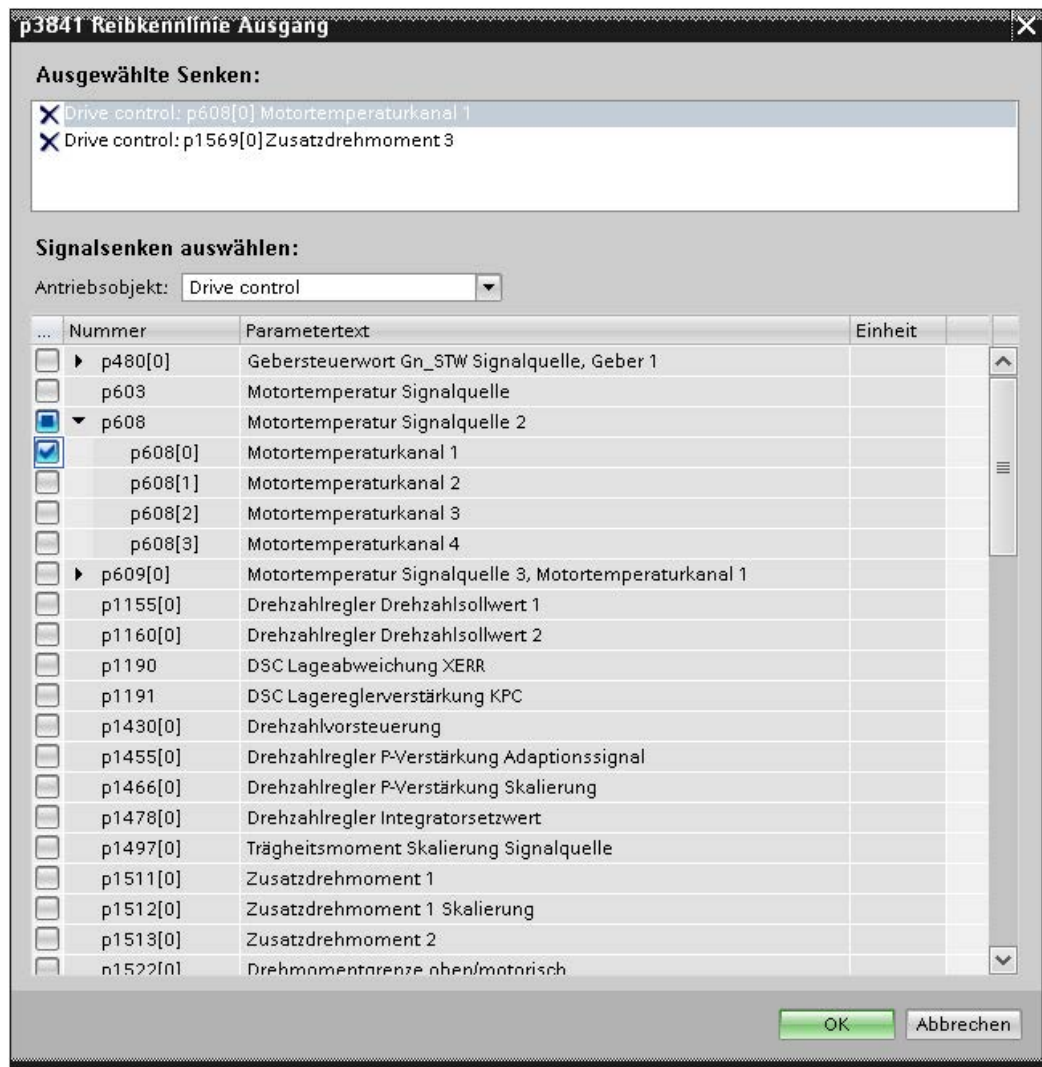 p3841 Reibkennlinie Ausgang
Ausgewählte Senken:
Drive control: p608[0] Motortemperaturkanal 1
Drive control: p1569[0] Zusatzdrehmoment 3
Signalsenken auswählen:
Antriebsobjekt: Drive control
... Nummer Parametertext Einheit
p480[0] Gebersteuerwort Gn_STW Signalquelle, Geber 1
p603 Motortemperatur Signalquelle
p608 Motortemperatur Signalquelle 2
p608[0] Motortemperaturkanal 1
p608[1] Motortemperaturkanal 2
p608[2] Motortemperaturkanal 3
p608[3] Motortemperaturkanal 4
p609[0] Motortemperatur Signalquelle 3, Motortemperaturkanal 1
p1155[0] Drehzahlregler Drehzahlsollwert 1
p1160[0] Drehzahlregler Drehzahlsollwert 2
p1190 DSC Lageabweichung XERR
p1191 DSC Lagereglerverstärkung KPC
p1430[0] Drehzahlvorsteuerung
p1455[0] Drehzahlregler P-Verstärkung Adaptionssignal
p1466[0] Drehzahlregler P-Verstärkung Skalierung
p1478[0] Drehzahlregler Integratorsetzwert
p1497[0] Trägheitsmoment Skalierung Signalquelle
p1511[0] Zusatzdrehmoment 1
p1512[0] Zusatzdrehmoment 1 Skalierung
p1513[0] Zusatzdrehmoment 2
p1522[0] Drehmomentgrenze oben/motorisch
OK Abbrechen